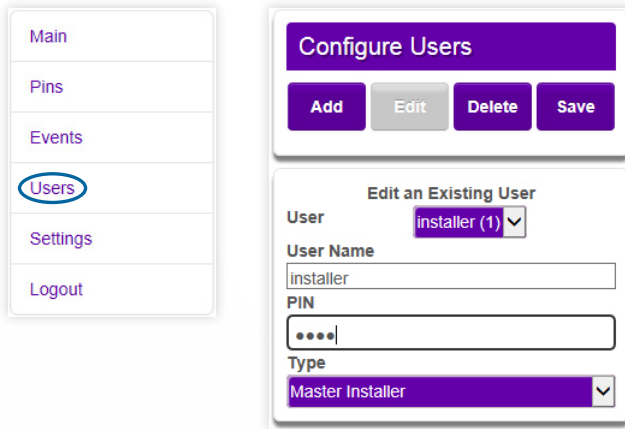 Main
Pins
Events
Users
Settings
Logout
Configure Users
Add Edit Delete Save
Edit an Existing User
User installer (1)
User Name
installer
PIN
••••
Type
Master Installer